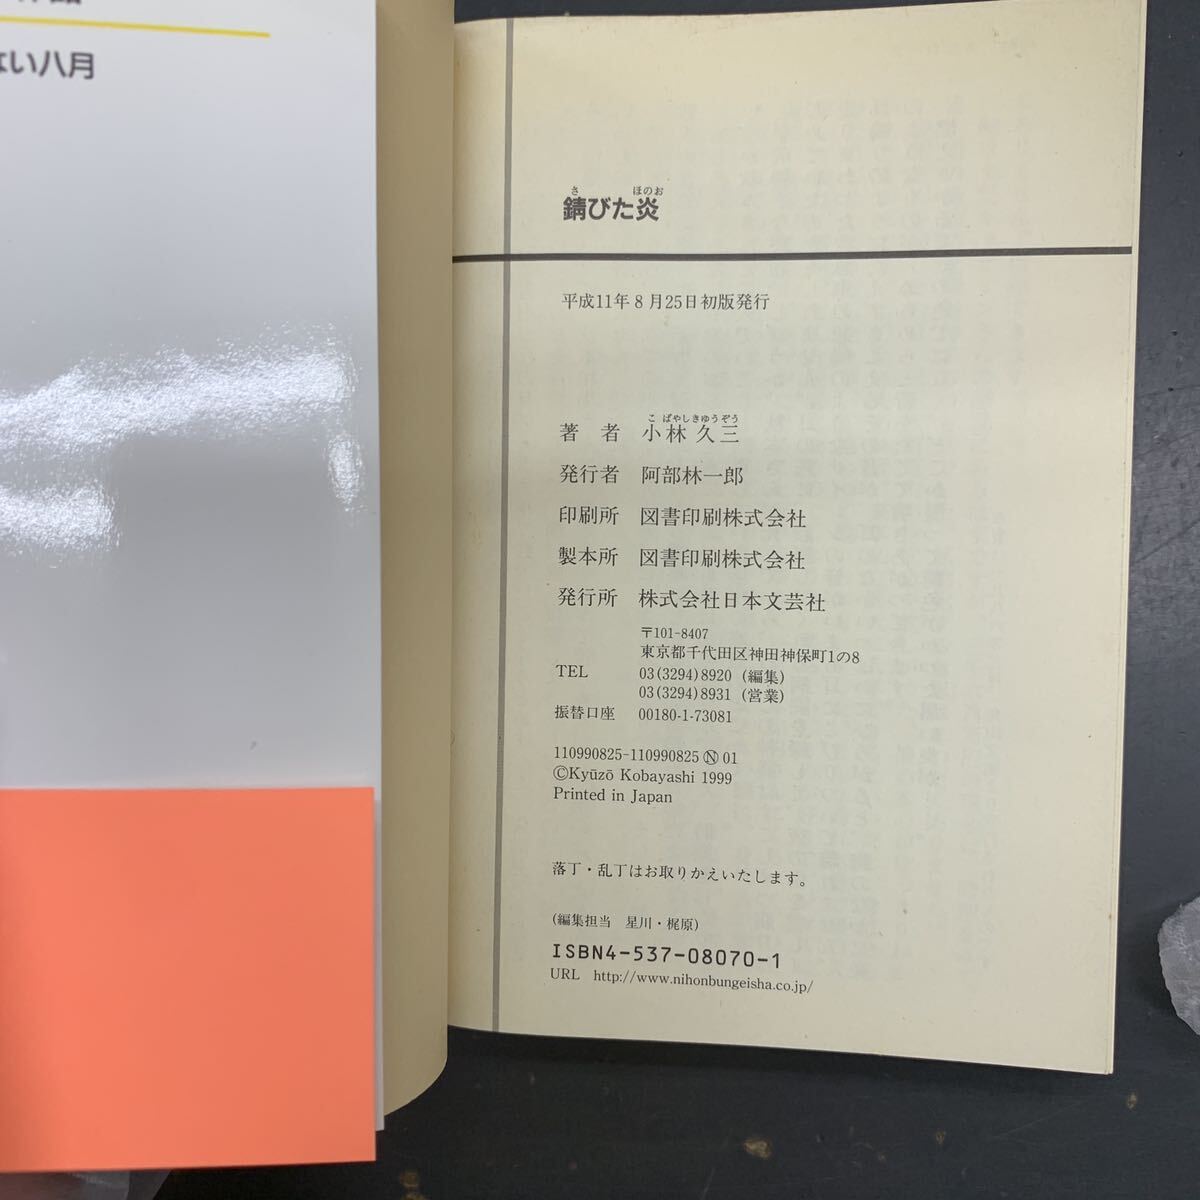 ない八月
さ ほのお
錆びた炎
平成11年8月25日初版発行
こばやしきゆうぞう
著者 小林久三
発行者 阿部林一郎
印刷所 図書印刷株式会社
製本所 図書印刷株式会社
発行所 株式会社日本文芸社
〒101-8407
東京都千代田区神田神保町1の8
TEL 03(3294)8920 (編集)
03(3294)8931 (営業)
振替口座 00180-1-73081
110990825-110990825 Ⓝ 01
©Kyūzō Kobayashi 1999
Printed in Japan
落丁・乱丁はお取りかえいたします。
(編集担当 星川・梶原)
ISBN4-537-08070-1
URL http://www.nihonbungeisha.co.jp/